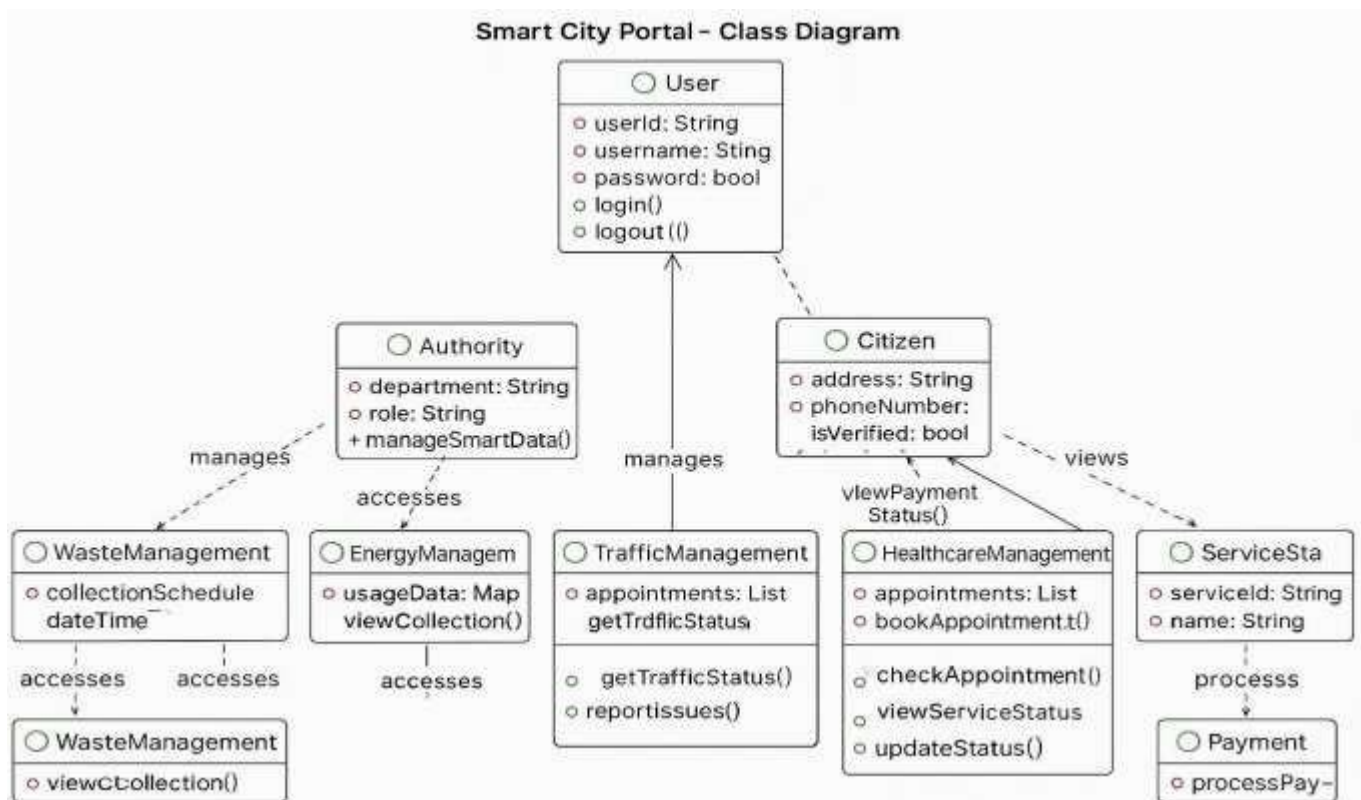 Smart City Portal – Class Diagram
User
userId: String
username: Sting
password: bool
login()
logout (()
Authority
department: String
role: String
+ manageSmartData()
Citizen
address: String
phoneNumber:
isVerified: bool
manages
accesses
manages
viewPayment
Status()
views
WasteManagement
collectionSchedule
dateTime
EnergyManagem
usageData: Map
viewCollection()
TrafficManagement
appointments: List
getTrdflicStatus
getTrafficStatus()
reportissues()
HealthcareManagement
appointments: List
bookAppointment.t()
checkAppointment()
viewServiceStatus
updateStatus()
ServiceSta
serviceId: String
name: String
accesses
accesses
accesses
processs
WasteManagement
Payment
processPay–